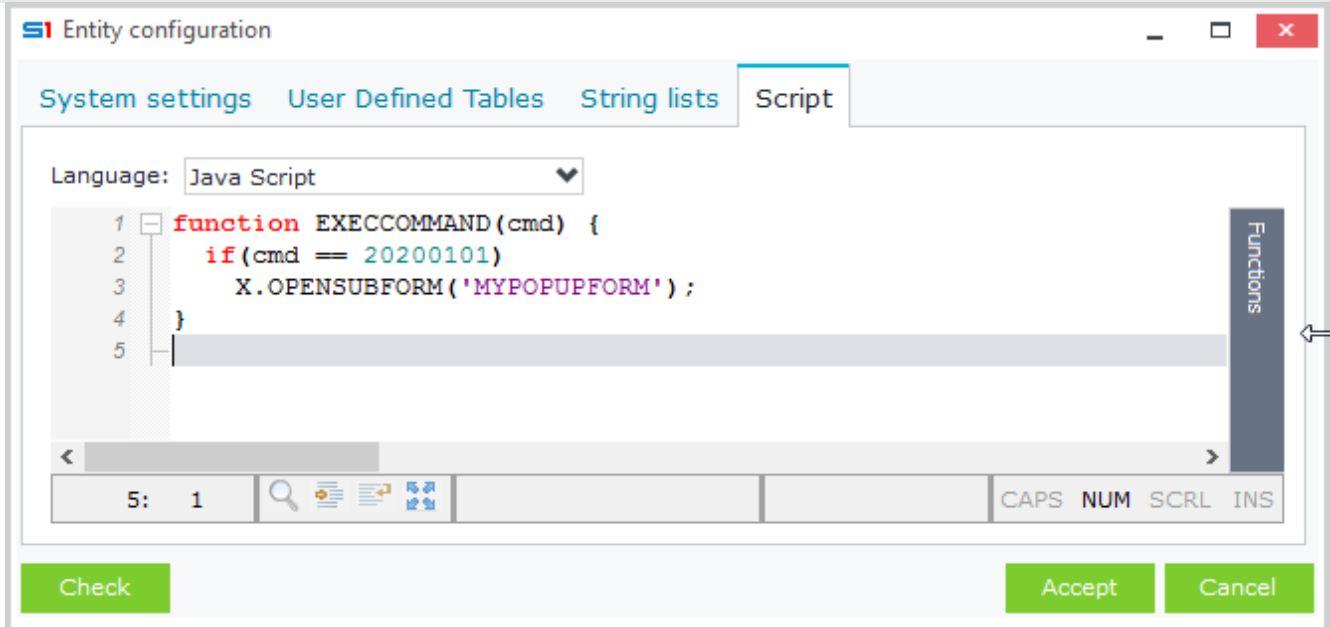 S1 Entity configuration
System settings User Defined Tables String lists Script
Language: Java Script
1 function EXECCOMMAND(cmd) {
2 if(cmd == 20200101)
3 X.OPENSUBFORM('MYPOPUPFORM');
4 }
5
Functions
5: 1 CAPS NUM SCRL INS
Check Accept Cancel